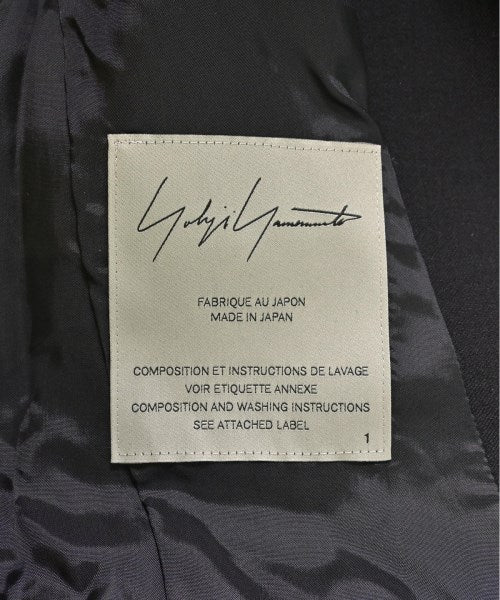 Yohji Yamamoto
FABRIQUE AU JAPON
MADE IN JAPAN
COMPOSITION ET INSTRUCTIONS DE LAVAGE
VOIR ETIQUETTE ANNEXE
COMPOSITION AND WASHING INSTRUCTIONS
SEE ATTACHED LABEL
1